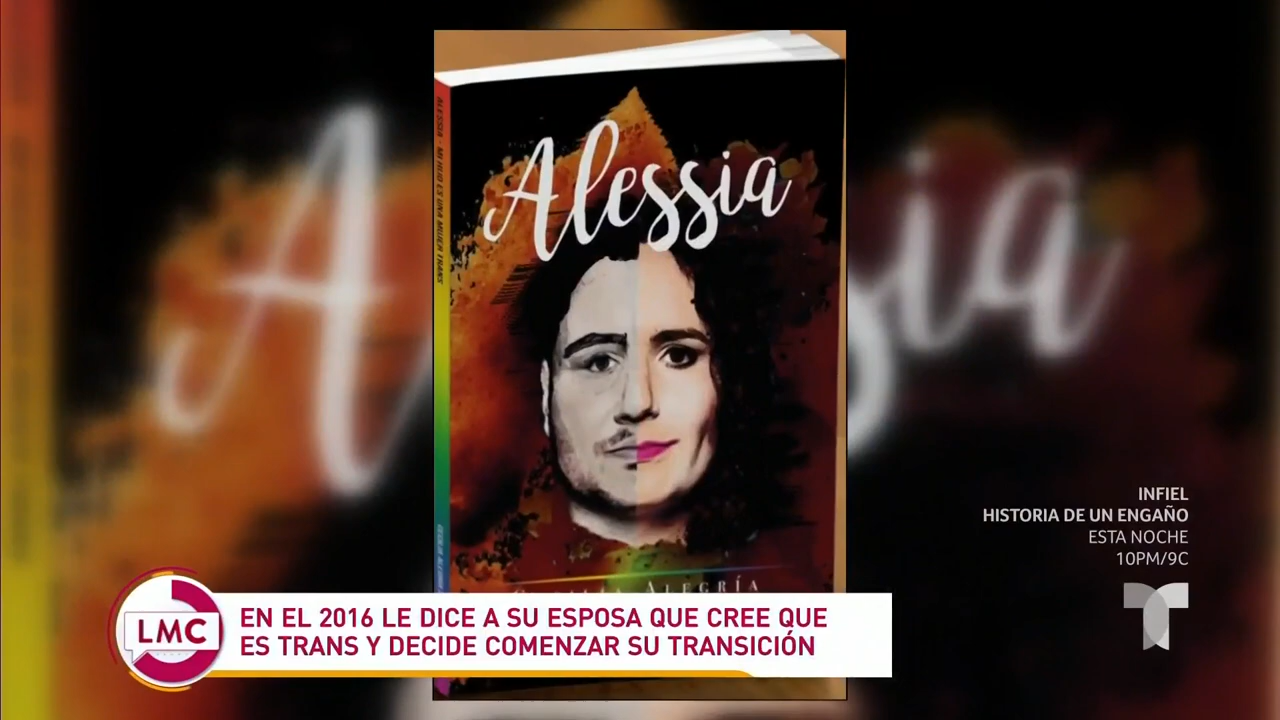 Alessia
ALESSIA - MI HIJO ES UNA MUJER TRANS
ALEGRÍA
INFIEL
HISTORIA DE UN ENGAÑO
ESTA NOCHE
10PM/9C
LMC
EN EL 2016 LE DICE A SU ESPOSA QUE CREE QUE
ES TRANS Y DECIDE COMENZAR SU TRANSICIÓN